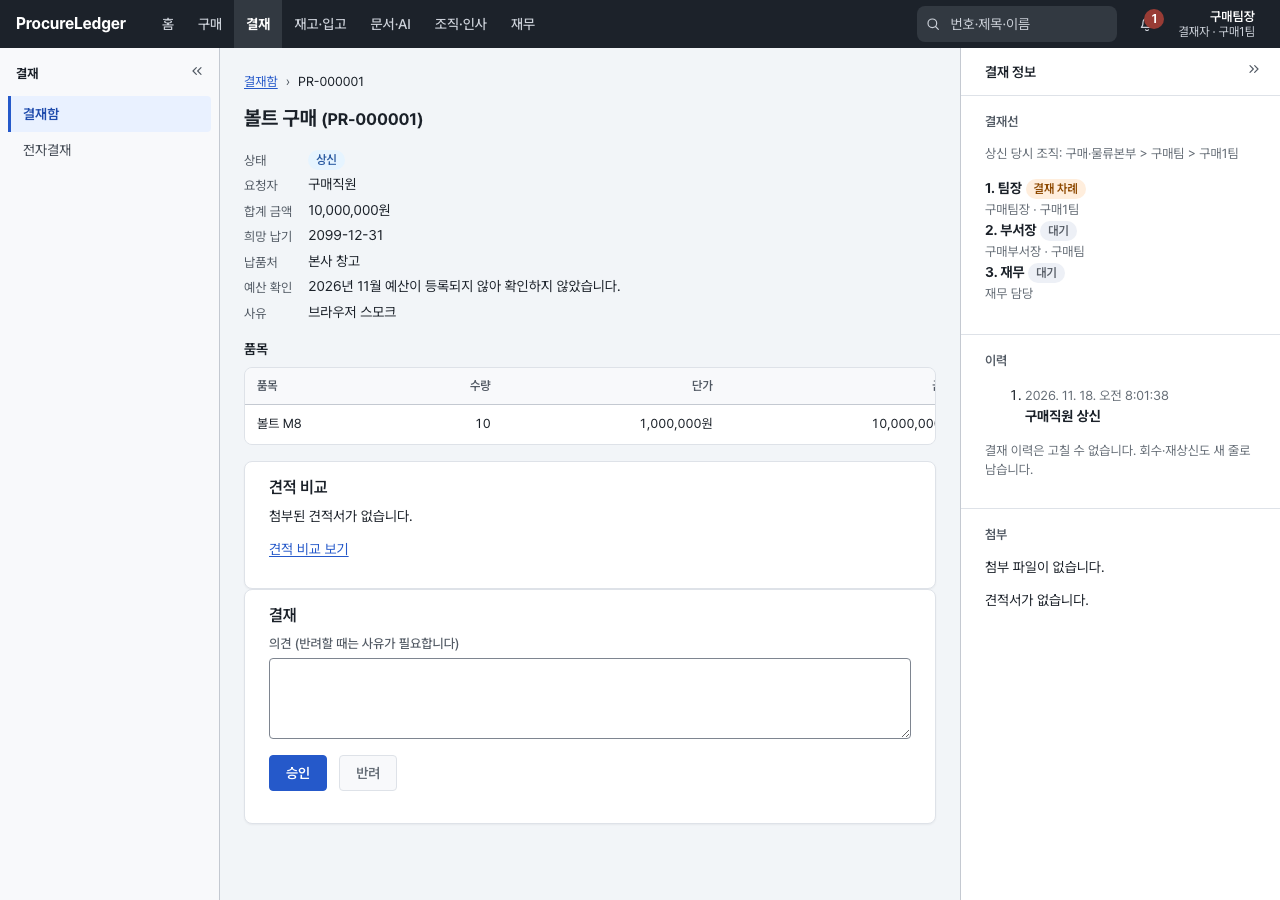 ProcureLedger
홈
구매
결재
재고·입고
문서·AI
조직·인사
재무
번호·제목·이름
1
구매팀장
결재자 · 구매1팀
결재
결재함
전자결재
결재함 › PR-000001
볼트 구매 (PR-000001)
상태 상신
요청자 구매직원
합계 금액 10,000,000원
희망 납기 2099-12-31
납품처 본사 창고
예산 확인 2026년 11월 예산이 등록되지 않아 확인하지 않았습니다.
사유 브라우저 스모크
품목
품목 수량 단가
볼트 M8 10 1,000,000원 10,000,00
견적 비교
첨부된 견적서가 없습니다.
견적 비교 보기
결재
의견 (반려할 때는 사유가 필요합니다)
승인 반려
결재 정보
결재선
상신 당시 조직: 구매·물류본부 > 구매팀 > 구매1팀
1. 팀장 결재 차례
구매팀장 · 구매1팀
2. 부서장 대기
구매부서장 · 구매팀
3. 재무 대기
재무 담당
이력
1. 2026. 11. 18. 오전 8:01:38
구매직원 상신
결재 이력은 고칠 수 없습니다. 회수·재상신도 새 줄로
남습니다.
첨부
첨부 파일이 없습니다.
견적서가 없습니다.